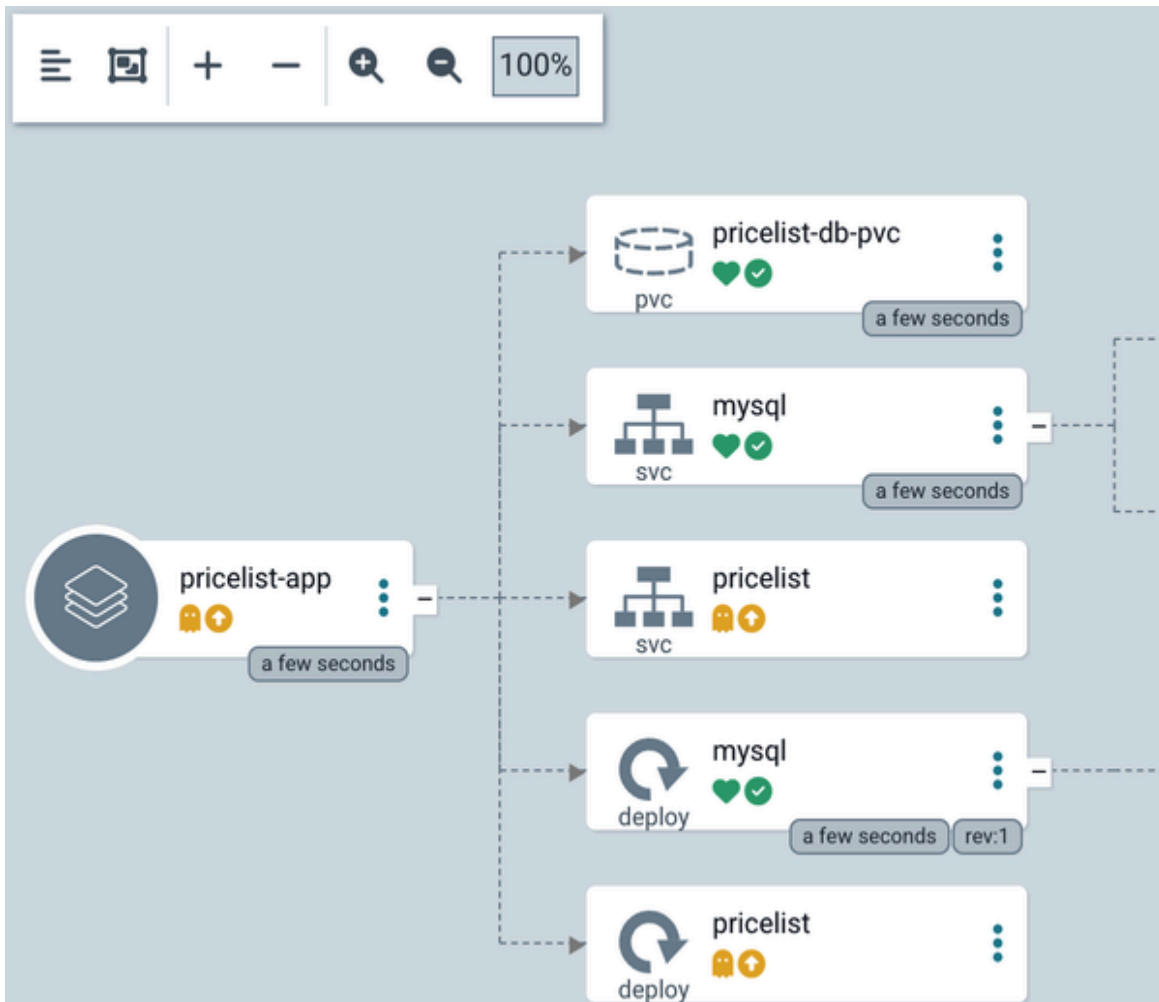 100%
pricelist-db-pvc
pvc
a few seconds
mysql
svc
a few seconds
pricelist-app
a few seconds
pricelist
svc
mysql
deploy
a few seconds
rev:1
pricelist
deploy